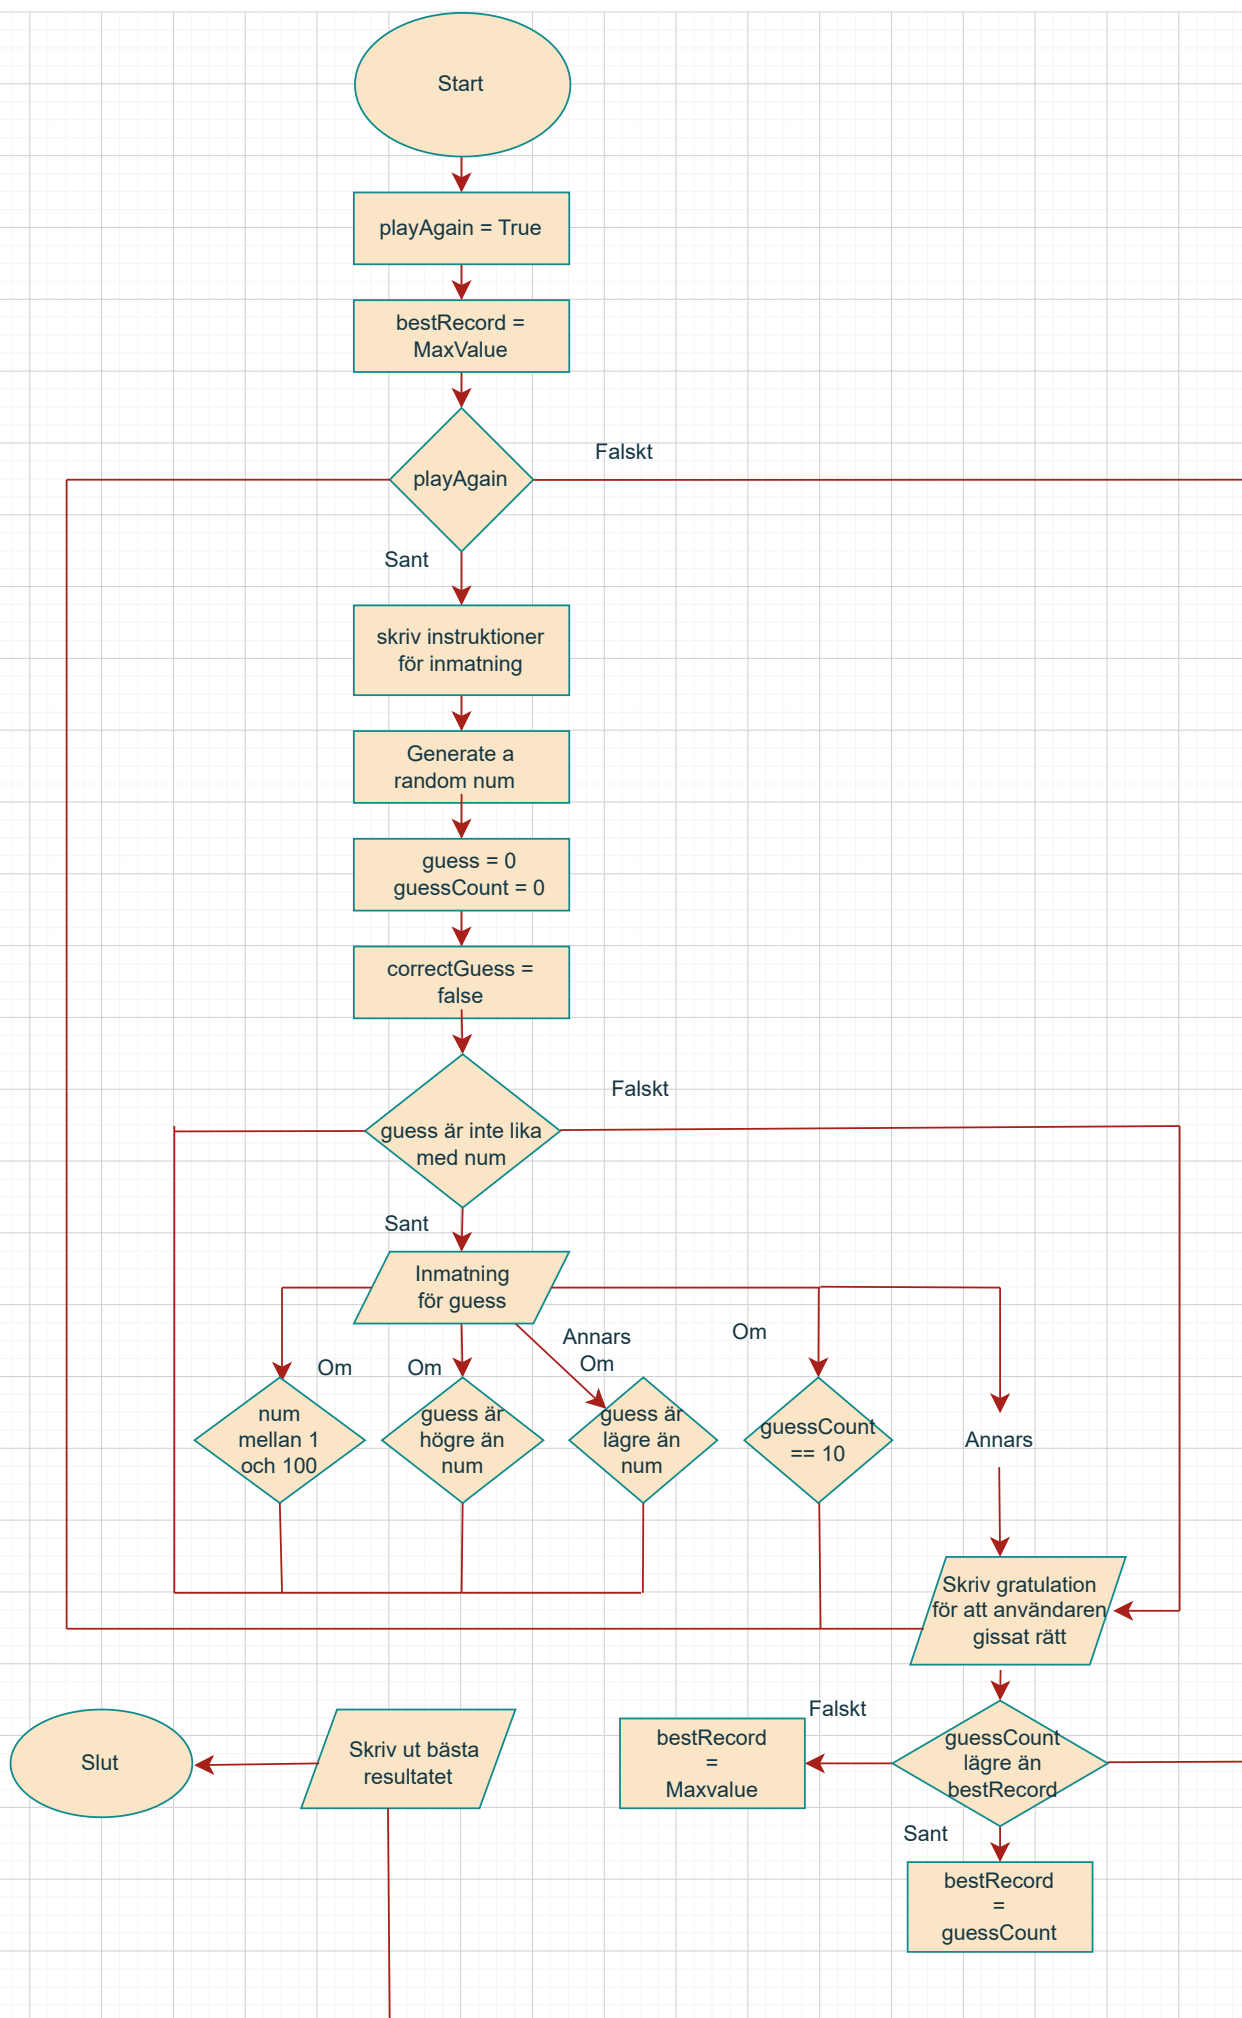 Start
playAgain = True
bestRecord =
MaxValue
Falskt
playAgain
Sant
skriv instruktioner
för inmatning
Generate a
random num
guess = 0
guessCount = 0
correctGuess =
false
Falskt
guess är inte lika
med num
Sant
Inmatning
för guess
Om
Om
Annars
Om
Om
num
mellan 1
och 100
guess är
högre än
num
guess är
lägre än
num
guessCount
== 10
Annars
Skriv gratulation
för att användaren
gissat rätt
Slut
Skriv ut bästa
resultatet
bestRecord
=
Maxvalue
Falskt
guessCount
lägre än
bestRecord
Sant
bestRecord
=
guessCount